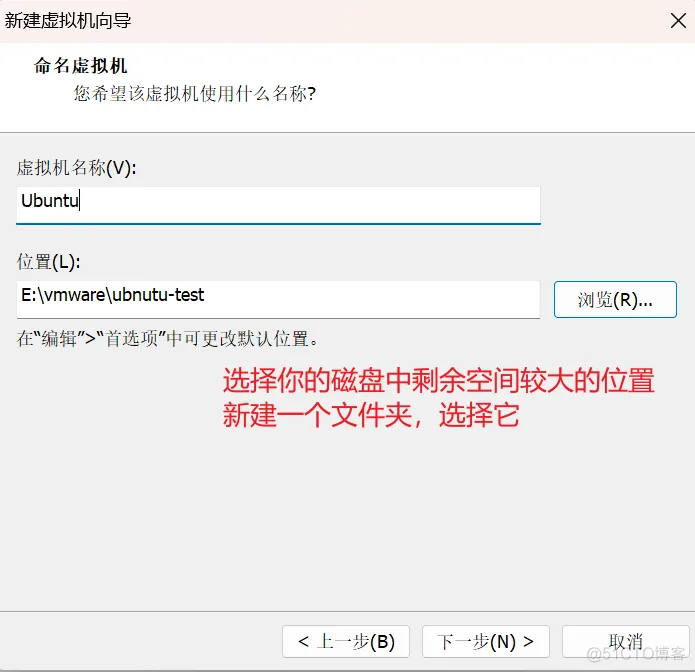 新建虚拟机向导
命名虚拟机
您希望该虚拟机使用什么名称?
虚拟机名称(V):
Ubuntu
位置(L):
E:\vmware\ubnutu-test
浏览(R)...
在“编辑”>“首选项”中可更改默认位置。
选择你的磁盘中剩余空间较大的位置
新建一个文件夹，选择它
< 上一步(B)
下一步(N) >
取消
@51CTO博客